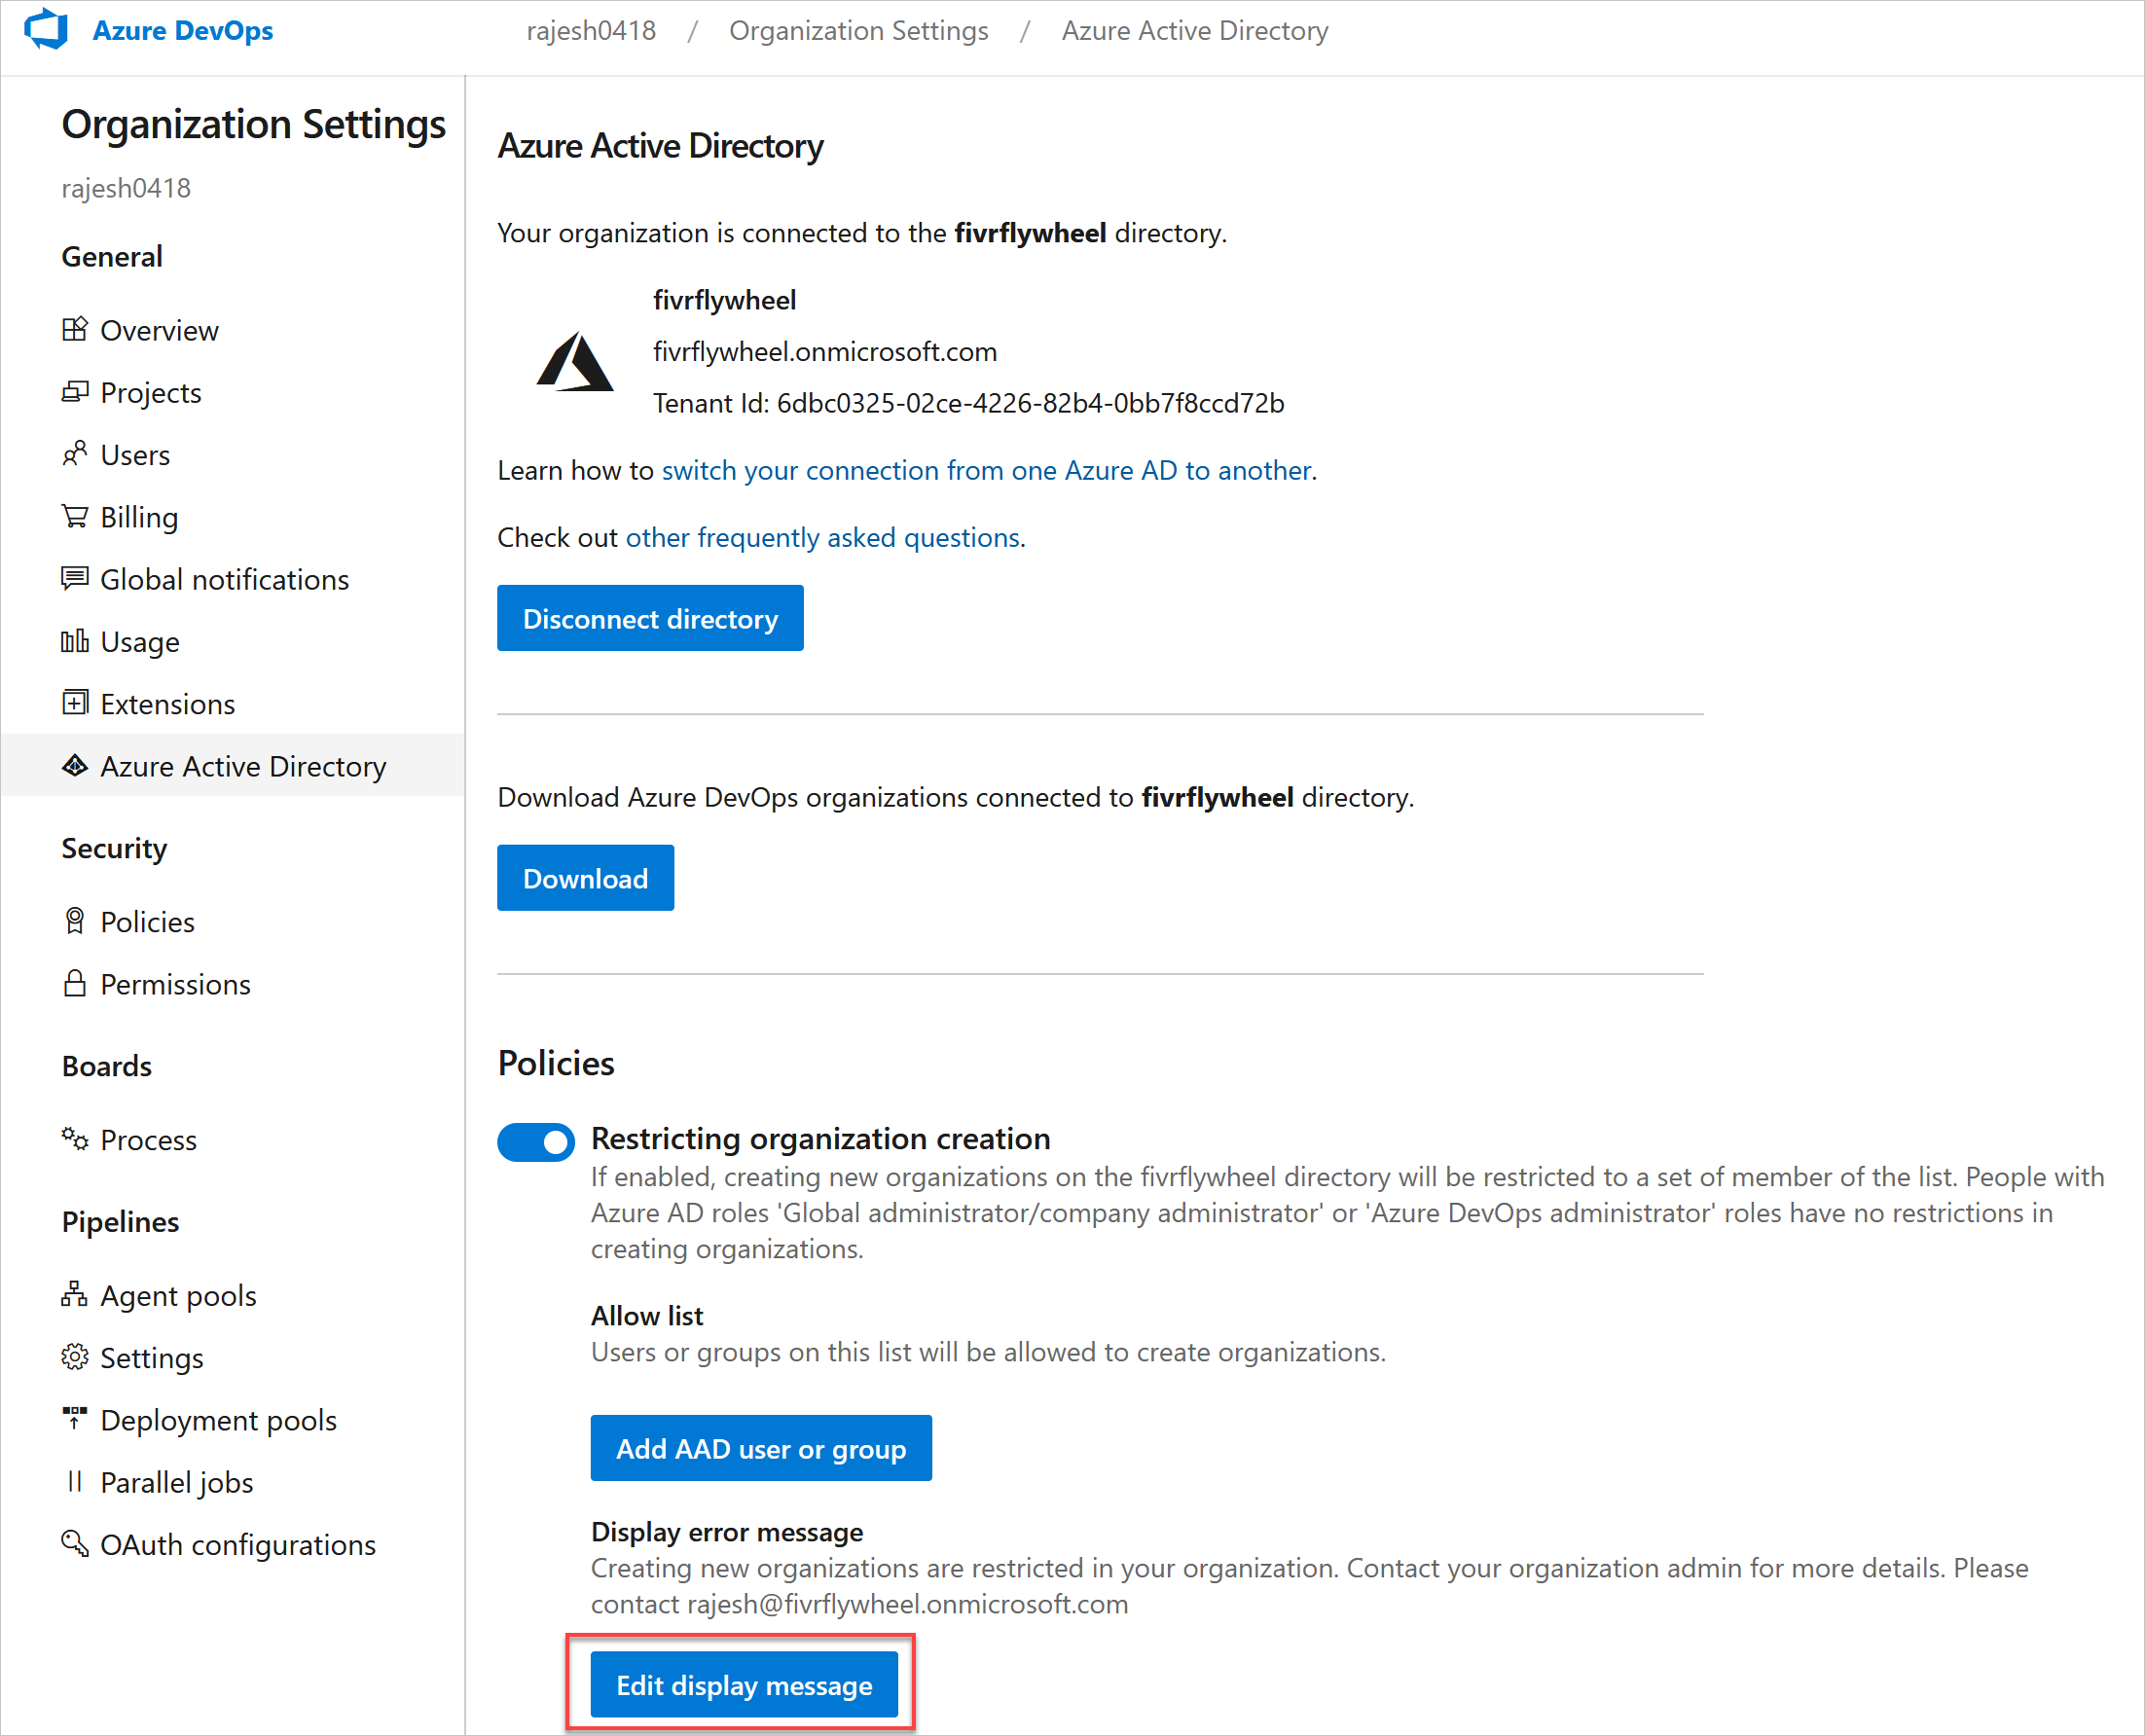 Azure DevOps
rajesh0418 / Organization Settings / Azure Active Directory
Organization Settings
rajesh0418
General
Overview
Projects
Users
Billing
Global notifications
Usage
Extensions
Azure Active Directory
Security
Policies
Permissions
Boards
Process
Pipelines
Agent pools
Settings
Deployment pools
Parallel jobs
OAuth configurations
Azure Active Directory
Your organization is connected to the fivrflywheel directory.
fivrflywheel
fivrflywheel.onmicrosoft.com
Tenant Id: 6dbc0325-02ce-4226-82b4-0bb7f8ccd72b
Learn how to switch your connection from one Azure AD to another.
Check out other frequently asked questions.
Disconnect directory
Download Azure DevOps organizations connected to fivrflywheel directory.
Download
Policies
Restricting organization creation
If enabled, creating new organizations on the fivrflywheel directory will be restricted to a set of member of the list. People with
Azure AD roles 'Global administrator/company administrator' or 'Azure DevOps administrator' roles have no restrictions in
creating organizations.
Allow list
Users or groups on this list will be allowed to create organizations.
Add AAD user or group
Display error message
Creating new organizations are restricted in your organization. Contact your organization admin for more details. Please
contact rajesh@fivrflywheel.onmicrosoft.com
Edit display message